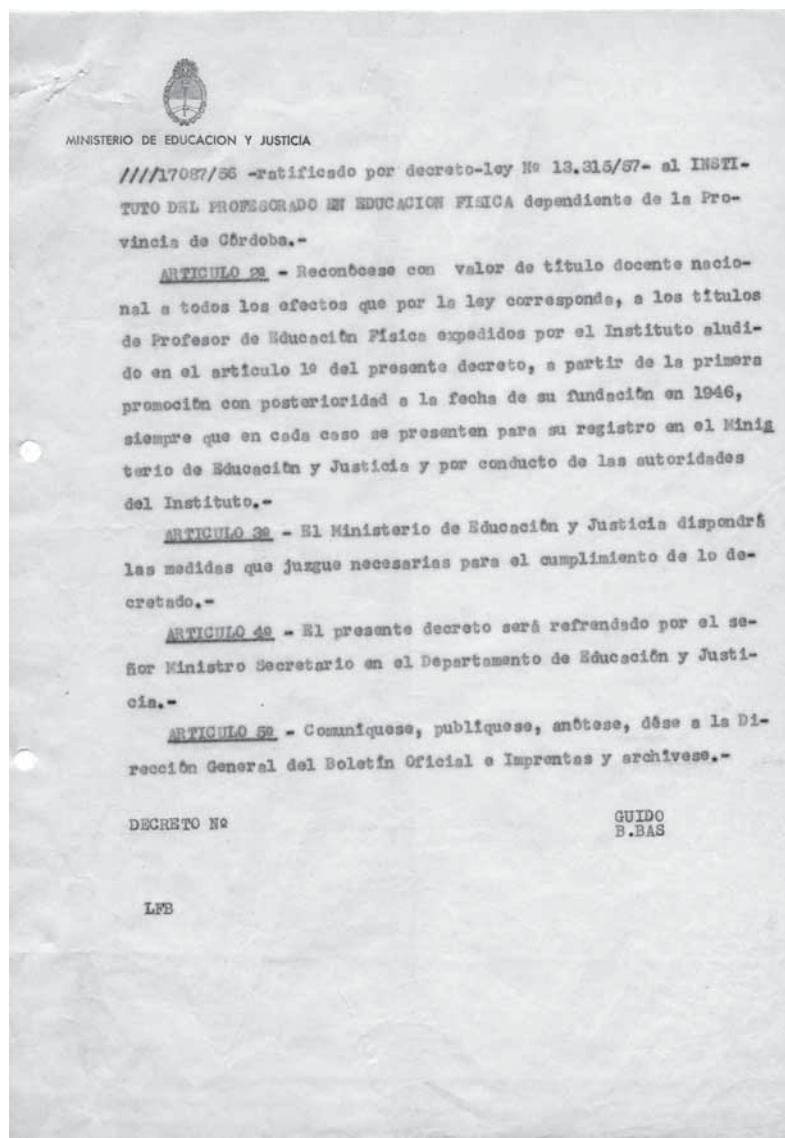 MINISTERIO DE EDUCACION Y JUSTICIA
////17087/56 -ratificado por decreto-ley Nº 13.315/57- al INSTI-
TUTO DEL PROFESORADO EN EDUCACION FISICA dependiente de la Pro-
vincia de Córdoba.-
ARTICULO 2º - Reconócese con valor de título docente nacio-
nal a todos los efectos que por la ley corresponda, a los títulos
de Profesor de Educación Física expedidos por el Instituto aludi-
do en el artículo 1º del presente decreto, a partir de la primera
promoción con posterioridad a la fecha de su fundación en 1946,
siempre que en cada caso se presenten para su registro en el Minis
terio de Educación y Justicia y por conducto de las autoridades
del Instituto.-
ARTICULO 3º - El Ministerio de Educación y Justicia dispondrá
las medidas que juzgue necesarias para el cumplimiento de lo de-
cretado.-
ARTICULO 4º - El presente decreto será refrendado por el se-
ñor Ministro Secretario en el Departamento de Educación y Justi-
cia.-
ARTICULO 5º - Comuníquese, publíquese, anótese, dése a la Di-
rección General del Boletín Oficial e Imprentas y archívese.-
DECRETO Nº
GUIDO
B.BAS
LFB